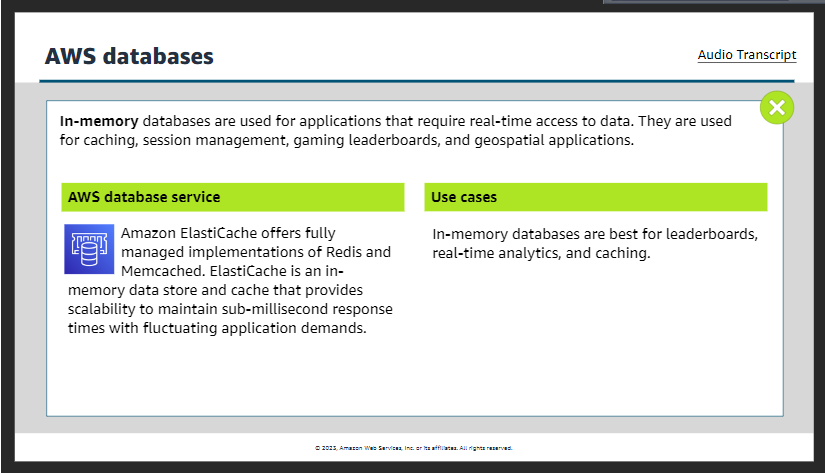 AWS databases
Audio Transcript
In-memory databases are used for applications that require real-time access to data. They are used
for caching, session management, gaming leaderboards, and geospatial applications.
AWS database service
Amazon ElastiCache offers fully
managed implementations of Redis and
Memcached. ElastiCache is an in-
memory data store and cache that provides
scalability to maintain sub-millisecond response
times with fluctuating application demands.
Use cases
In-memory databases are best for leaderboards,
real-time analytics, and caching.
© 2023, Amazon Web Services, Inc. or its affiliates. All rights reserved.